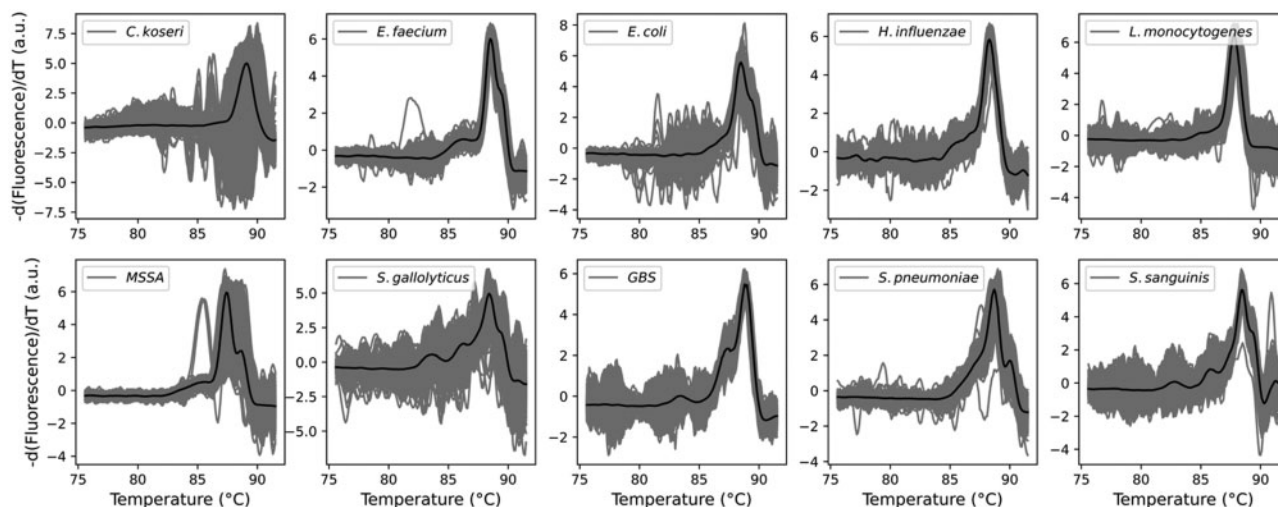 -d(Fluorescence)/dT (a.u.)
C. koseri
7.5
5.0
2.5
0.0
−2.5
−5.0
−7.5
75 80 85 90
E. faecium
6
4
2
0
−2
75 80 85 90
E. coli
8
6
4
2
0
−2
−4
75 80 85 90
H. influenzae
6
4
2
0
−2
75 80 85 90
L. monocytogenes
6
4
2
0
−2
−4
75 80 85 90
-d(Fluorescence)/dT (a.u.)
MSSA
6
4
2
0
−2
−4
75 80 85 90
Temperature (°C)
S. gallolyticus
5.0
2.5
0.0
−2.5
−5.0
75 80 85 90
Temperature (°C)
GBS
6
4
2
0
−2
75 80 85 90
Temperature (°C)
S. pneumoniae
6
4
2
0
−2
−4
75 80 85 90
Temperature (°C)
S. sanguinis
6
4
2
0
−2
−4
75 80 85 90
Temperature (°C)